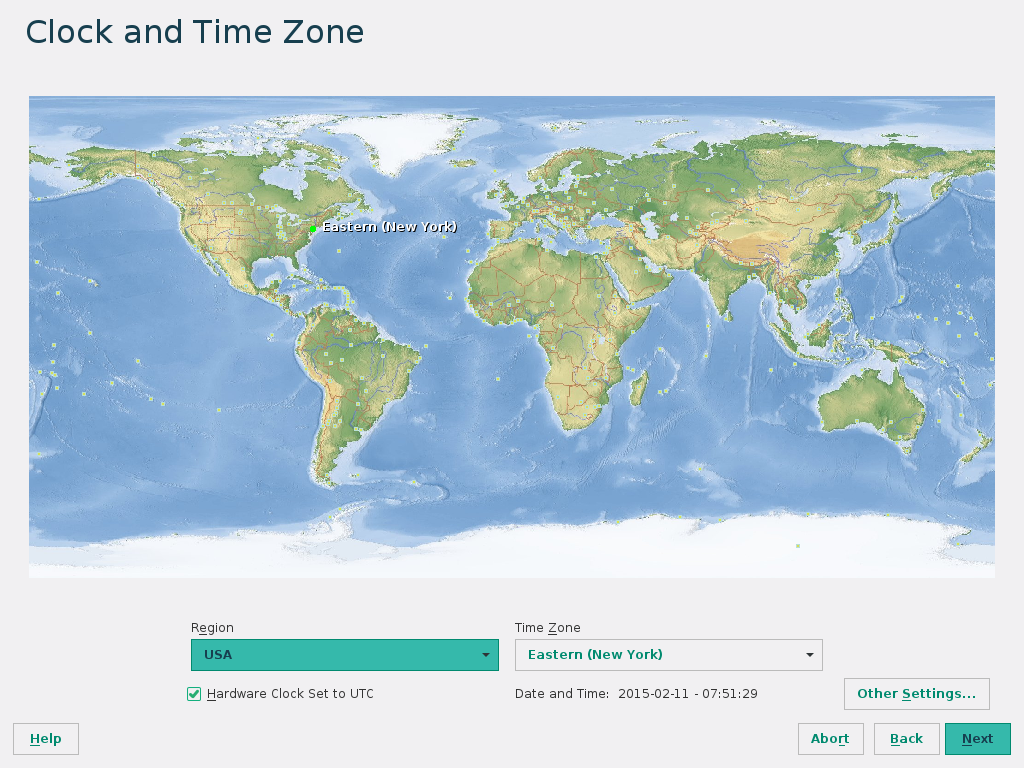 Clock and Time Zone
Eastern (New York)
Region
Time Zone
USA
Eastern (New York)
Hardware Clock Set to UTC
Date and Time: 2015-02-11 - 07:51:29
Other Settings...
Help
Abort
Back
Next